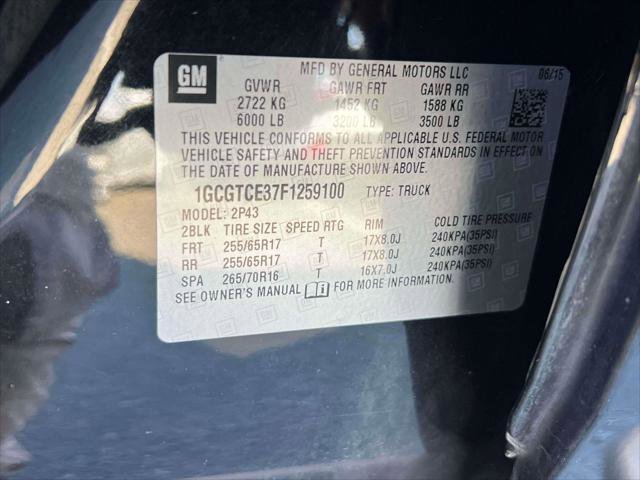 GM
MFD BY GENERAL MOTORS LLC 06/15
GVWR GAWR FRT GAWR RR
2722 KG 1452 KG 1588 KG
6000 LB 3200 LB 3500 LB
THIS VEHICLE CONFORMS TO ALL APPLICABLE U.S. FEDERAL MOTOR
VEHICLE SAFETY AND THEFT PREVENTION STANDARDS IN EFFECT ON
THE DATE OF MANUFACTURE SHOWN ABOVE.
1GCGTCE37F1259100 TYPE: TRUCK
MODEL: 2P43
2BLK TIRE SIZE SPEED RTG RIM COLD TIRE PRESSURE
FRT 255/65R17 T 17X8.0J 240KPA(35PSI)
RR 255/65R17 T 17X8.0J 240KPA(35PSI)
SPA 265/70R16 T 16X7.0J 240KPA(35PSI)
SEE OWNER'S MANUAL FOR MORE INFORMATION.